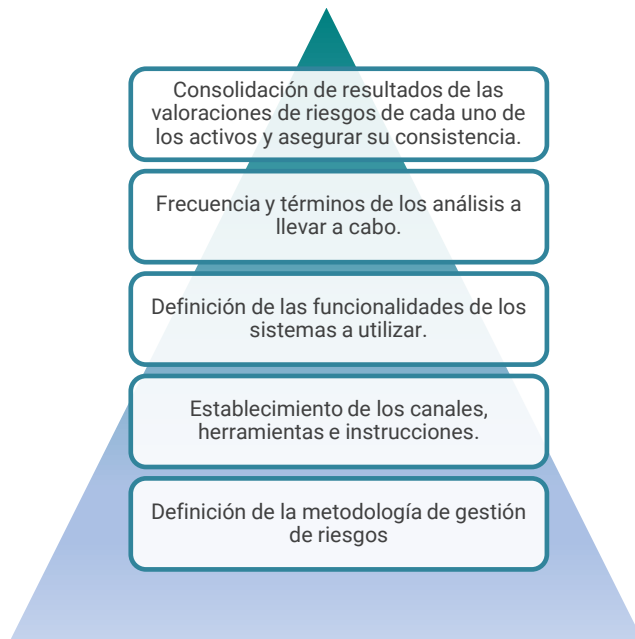 Consolidación de resultados de las
valoraciones de riesgos de cada uno de
los activos y asegurar su consistencia.
Frecuencia y términos de los análisis a
llevar a cabo.
Definición de las funcionalidades de los
sistemas a utilizar.
Establecimiento de los canales,
herramientas e instrucciones.
Definición de la metodología de gestión
de riesgos